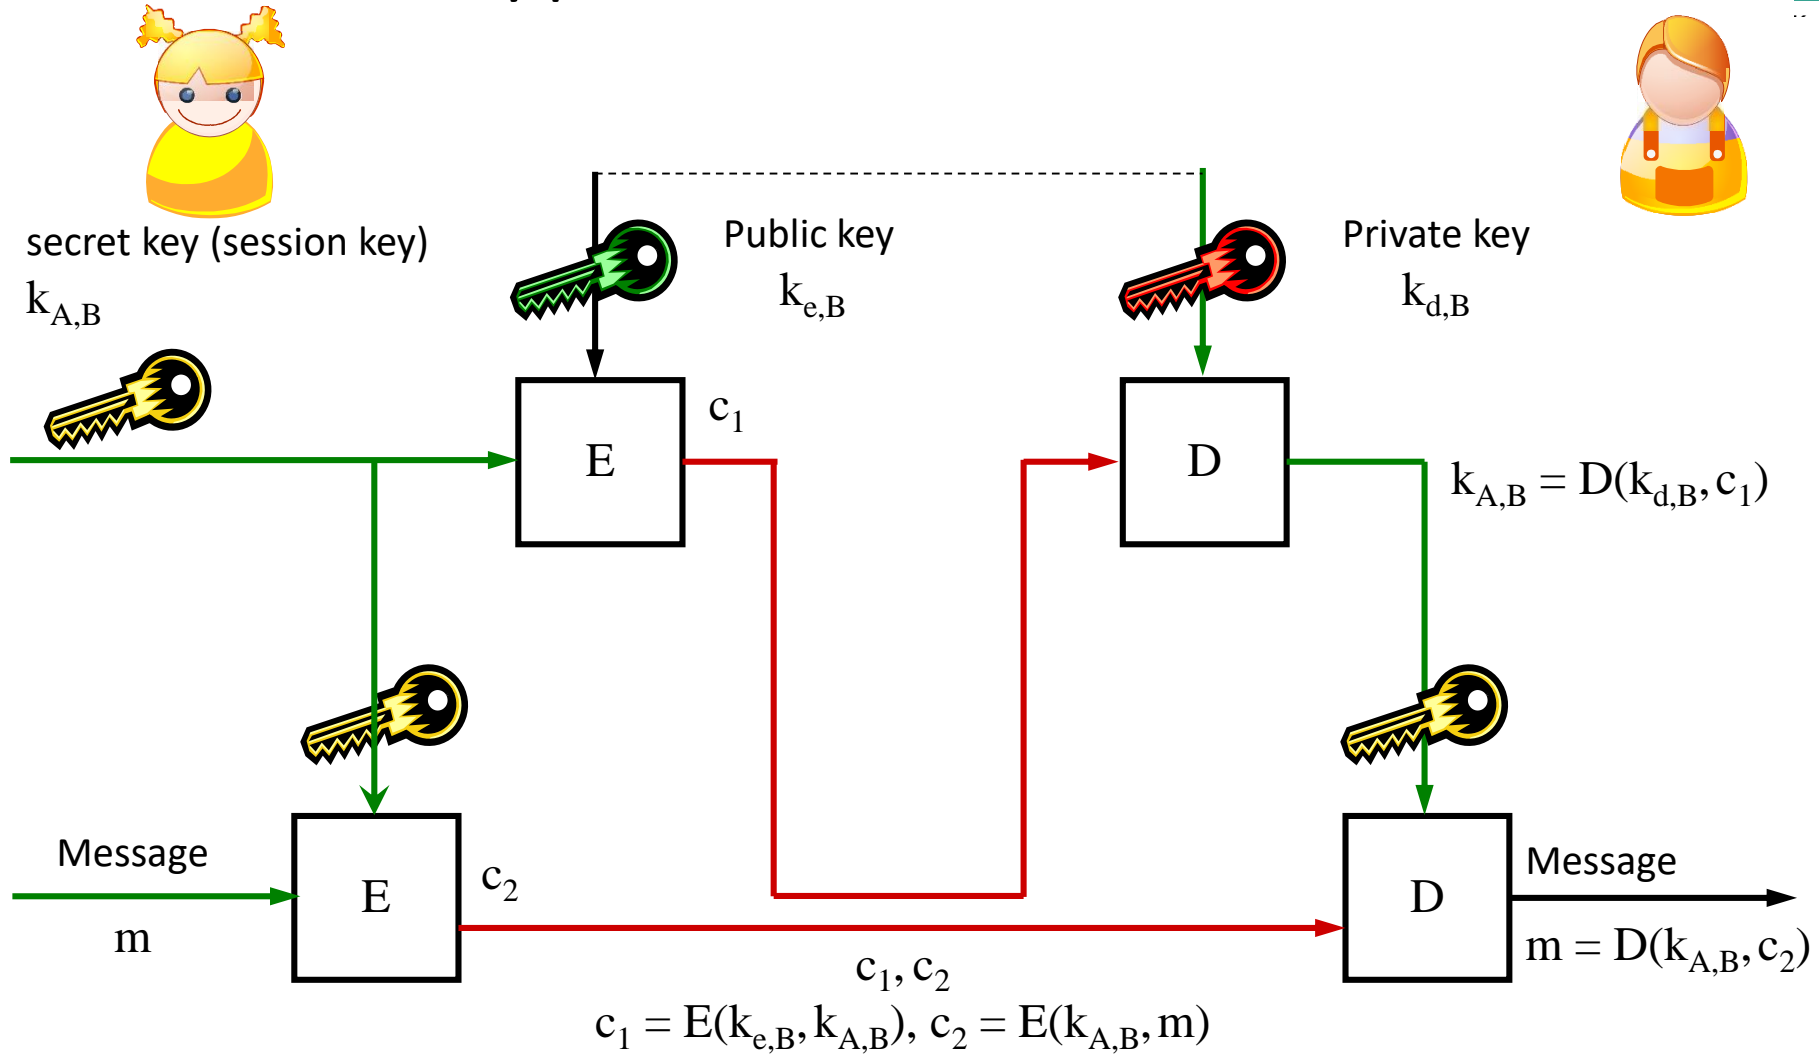 secret key (session key)
k_A,B
Public key
k_e,B
Private key
k_d,B
c_1
E
D
k_A,B = D(k_d,B, c_1)
Message
m
E
c_2
D
Message
m = D(k_A,B, c_2)
c_1, c_2
c_1 = E(k_e,B, k_A,B), c_2 = E(k_A,B, m)